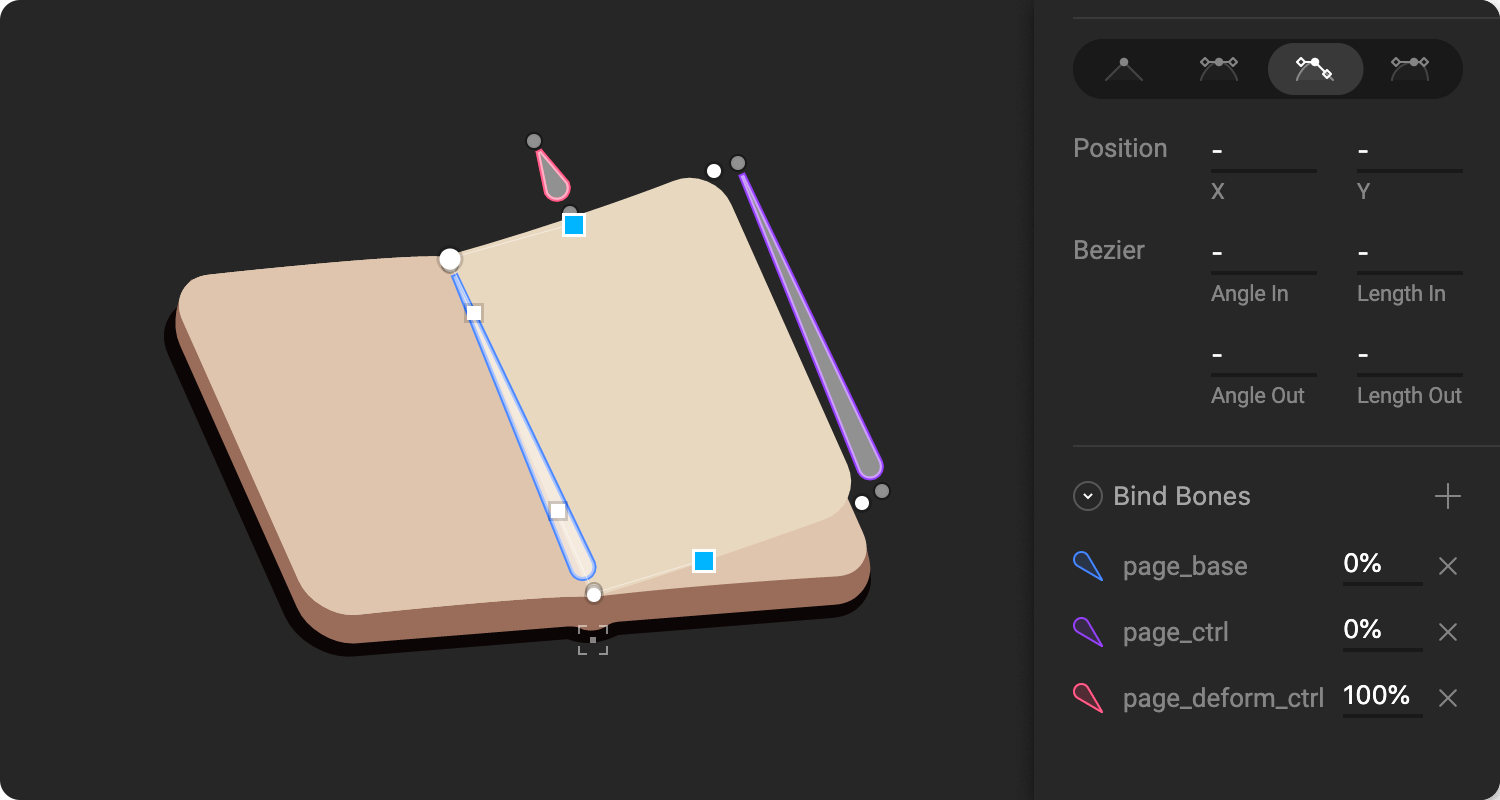 Position - -
X Y
Bezier - -
Angle In Length In
- -
Angle Out Length Out
Bind Bones
page_base 0%
page_ctrl 0%
page_deform_ctrl 100%